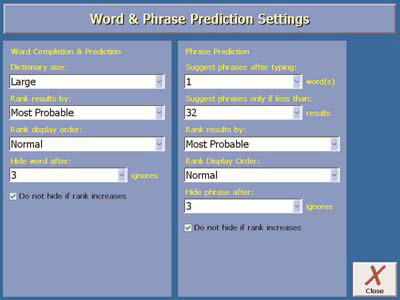 Word & Phrase Prediction Settings
Word Completion & Prediction
Dictionary size:
Large
Rank results by:
Most Probable
Rank display order:
Normal
Hide word after:
3 ignores
Do not hide if rank increases
Phrase Prediction
Suggest phrases after typing:
1 word(s)
Suggest phrases only if less than:
32 results
Rank results by:
Most Probable
Rank Display Order:
Normal
Hide phrase after:
3 ignores
Do not hide if rank increases
Close